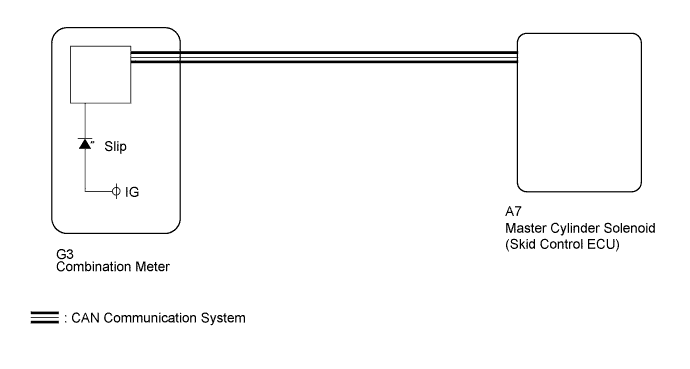 Slip
IG
G3
Combination Meter
A7
Master Cylinder Solenoid
(Skid Control ECU)
: CAN Communication System